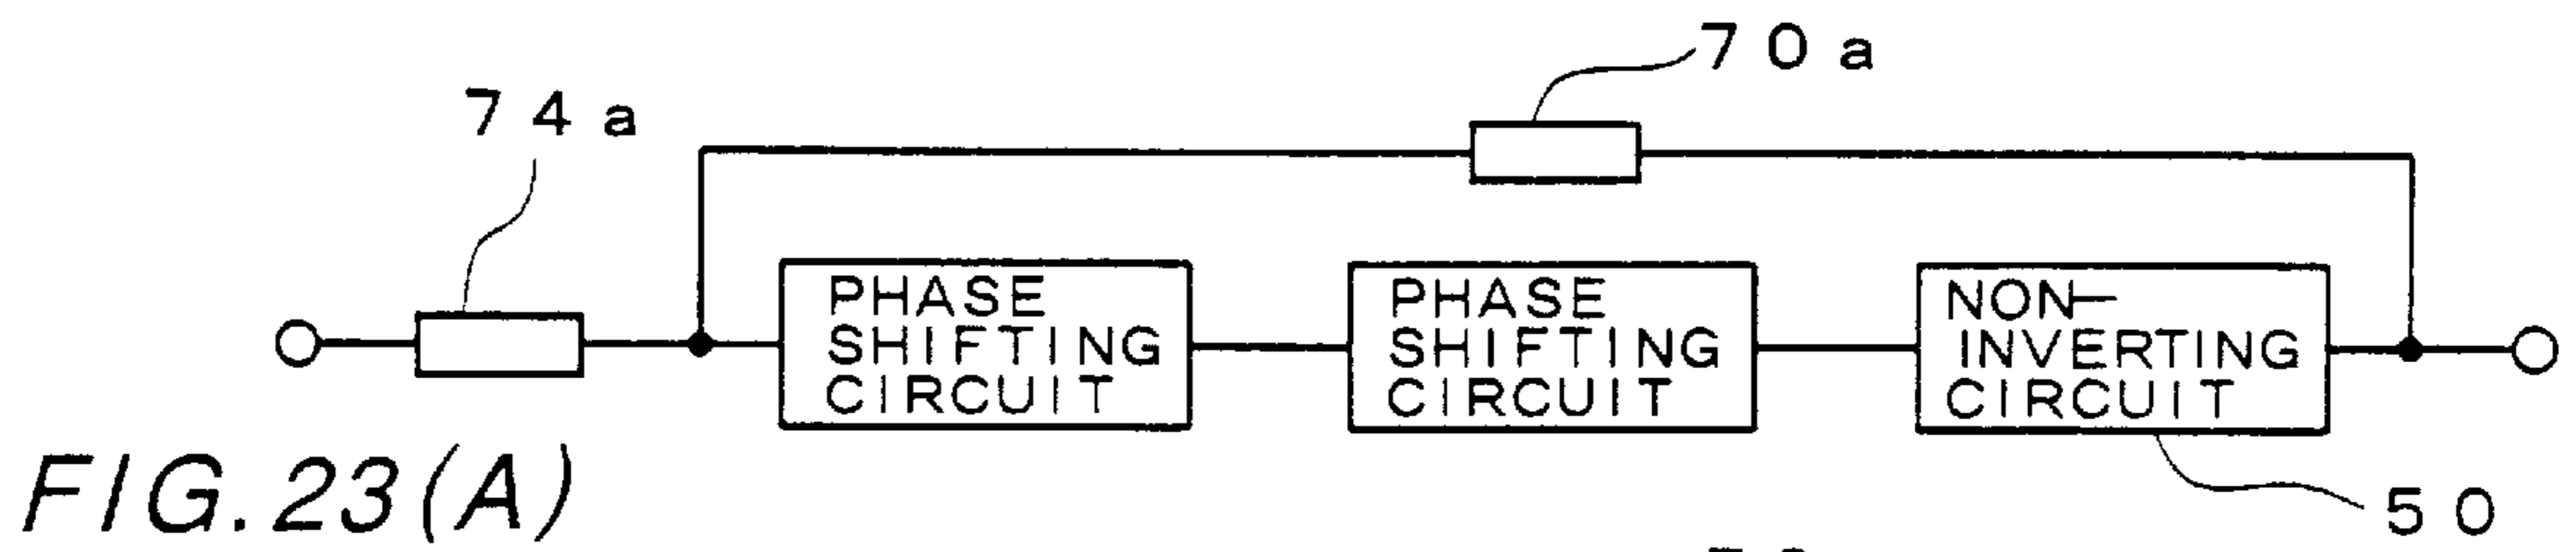 70a
74a
PHASE
SHIFTING
CIRCUIT
PHASE
SHIFTING
CIRCUIT
NON-
INVERTING
CIRCUIT
FIG.23(A)
50